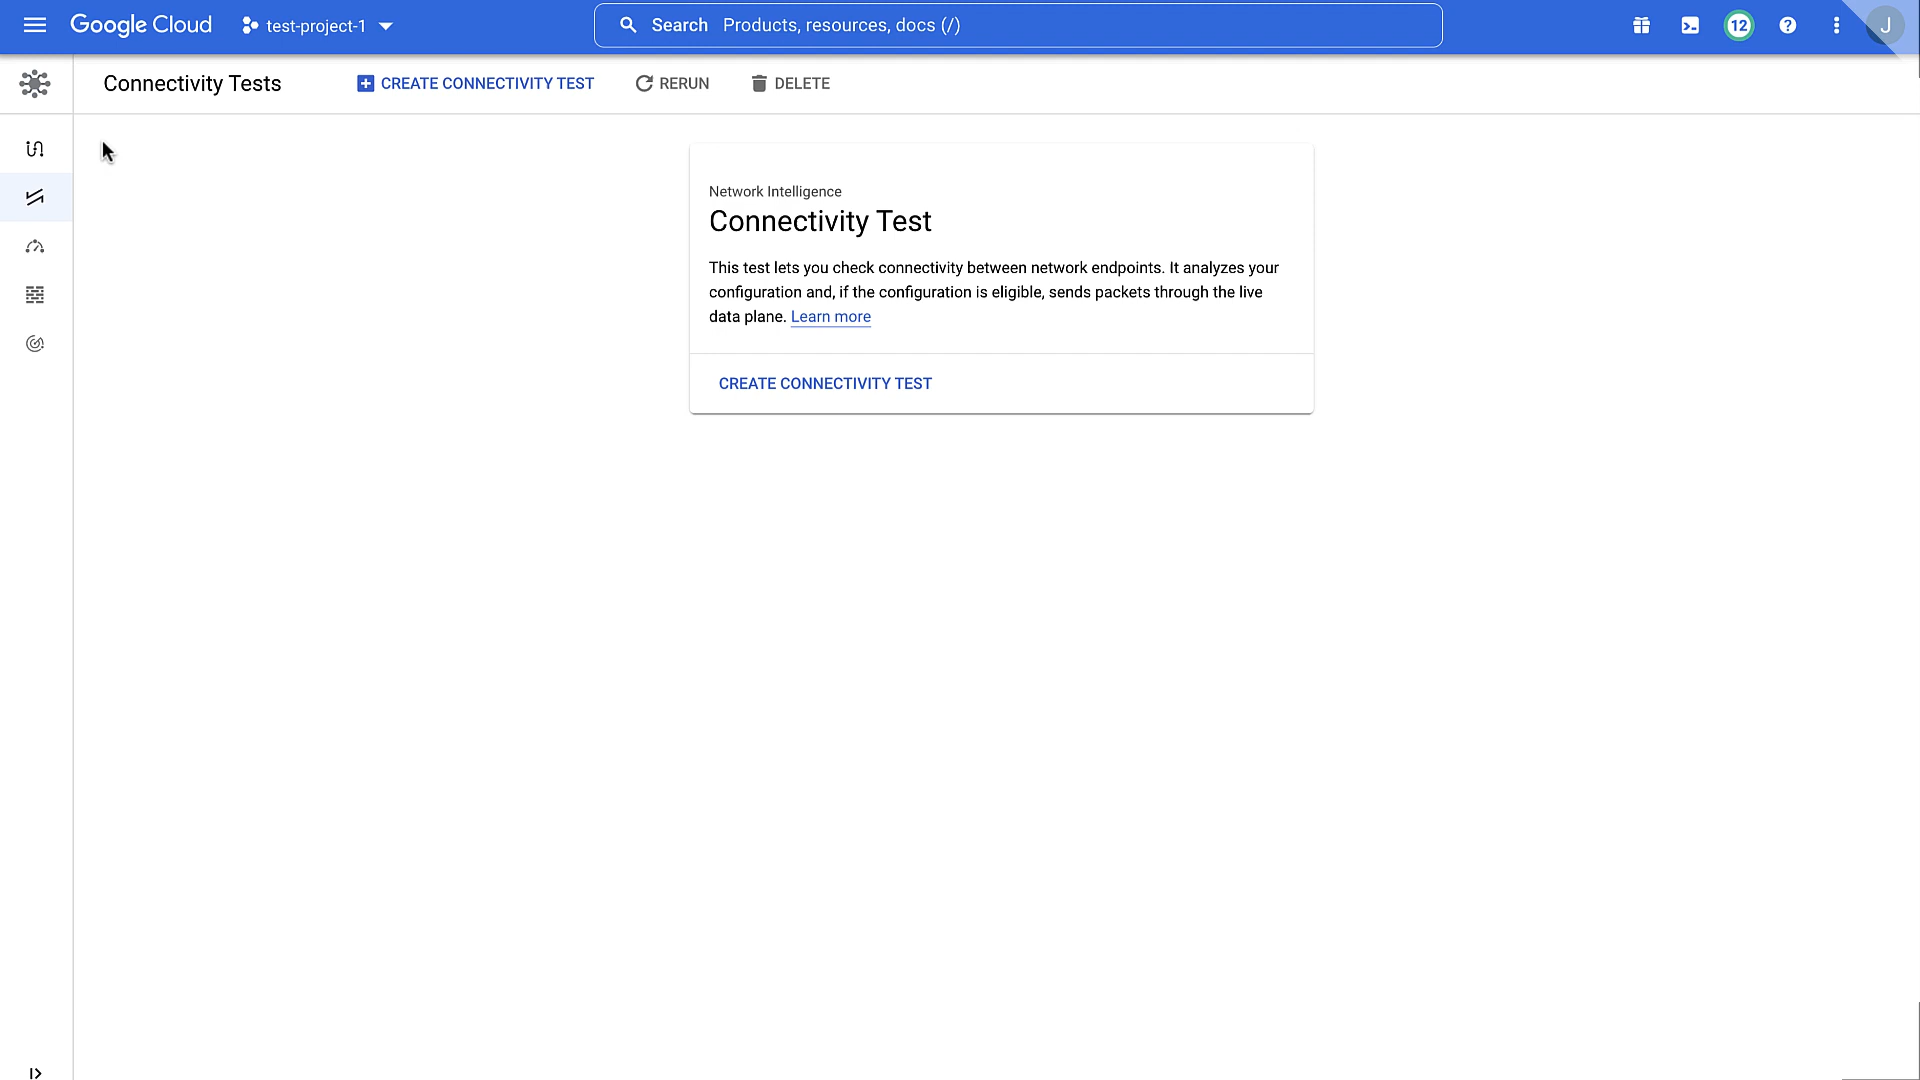 Google Cloud
test-project-1
Search Products, resources, docs (/)
12
J
Connectivity Tests
CREATE CONNECTIVITY TEST
RERUN
DELETE
Network Intelligence
Connectivity Test
This test lets you check connectivity between network endpoints. It analyzes your
configuration and, if the configuration is eligible, sends packets through the live
data plane. Learn more
CREATE CONNECTIVITY TEST